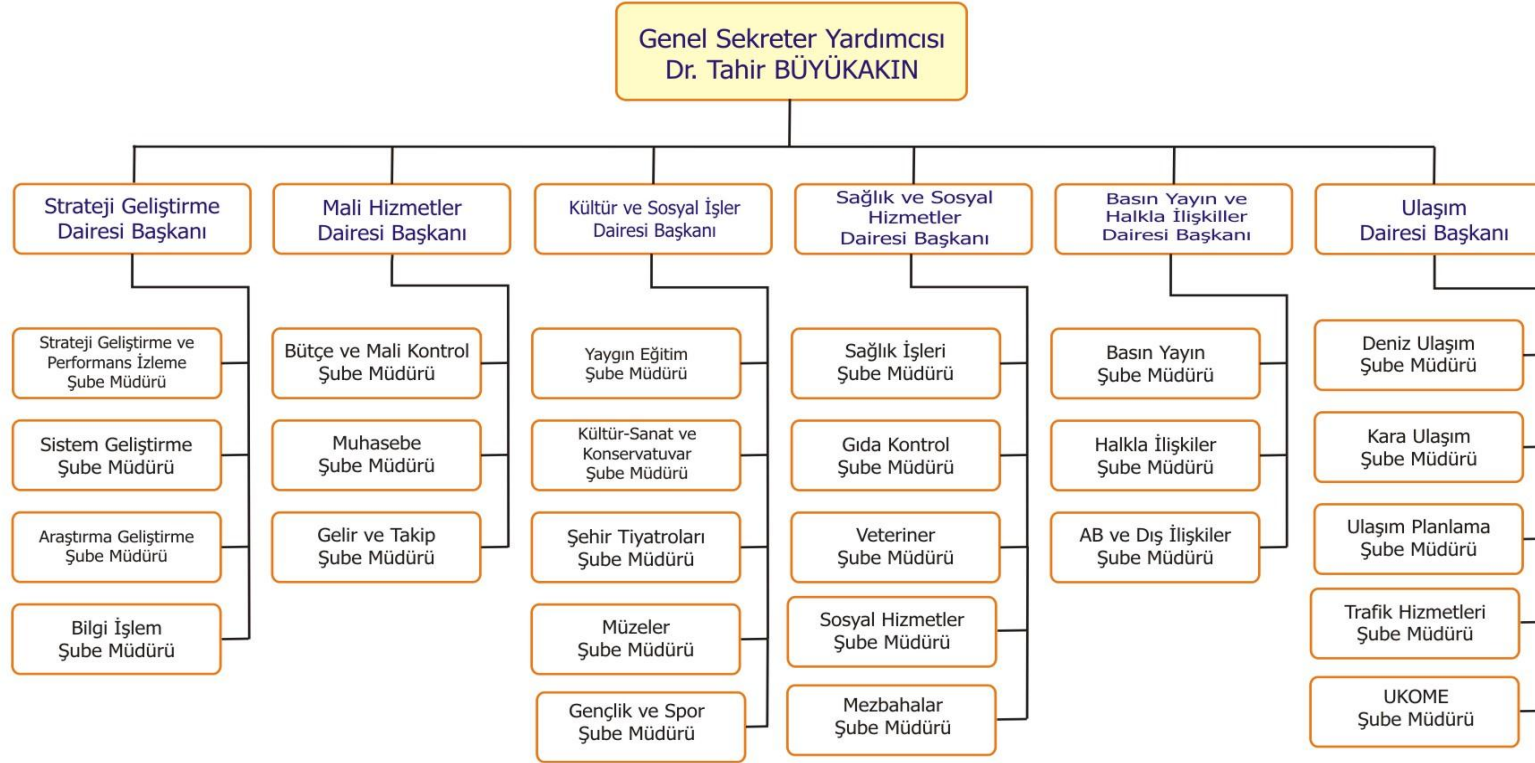 Genel Sekreter Yardımcısı
Dr. Tahir BÜYÜKAKIN
Strateji Geliştirme
Dairesi Başkanı
Mali Hizmetler
Dairesi Başkanı
Kültür ve Sosyal İşler
Dairesi Başkanı
Sağlık ve Sosyal
Hizmetler
Dairesi Başkanı
Basın Yayın ve
Halkla İlişkiller
Dairesi Başkanı
Ulaşım
Dairesi Başkanı
Strateji Geliştirme ve
Performans İzleme
Şube Müdürü
Sistem Geliştirme
Şube Müdürü
Araştırma Geliştirme
Şube Müdürü
Bilgi İşlem
Şube Müdürü
Bütçe ve Mali Kontrol
Şube Müdürü
Muhasebe
Şube Müdürü
Gelir ve Takip
Şube Müdürü
Yaygın Eğitim
Şube Müdürü
Kültür-Sanat ve
Konservatuvar
Şube Müdürü
Şehir Tiyatroları
Şube Müdürü
Müzeler
Şube Müdürü
Gençlik ve Spor
Şube Müdürü
Sağlık İşleri
Şube Müdürü
Gıda Kontrol
Şube Müdürü
Veteriner
Şube Müdürü
Sosyal Hizmetler
Şube Müdürü
Mezbahalar
Şube Müdürü
Basın Yayın
Şube Müdürü
Halkla İlişkiler
Şube Müdürü
AB ve Dış İlişkiler
Şube Müdürü
Deniz Ulaşım
Şube Müdürü
Kara Ulaşım
Şube Müdürü
Ulaşım Planlama
Şube Müdürü
Trafik Hizmetleri
Şube Müdürü
UKOME
Şube Müdürü